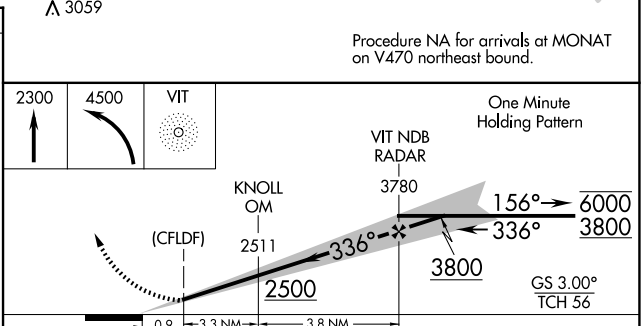 3059
Procedure NA for arrivals at MONAT
on V470 northeast bound.
2300
4500
VIT
One Minute
Holding Pattern
VIT NDB
RADAR
3780
KNOLL
OM
2511
(CFLDF)
156°
6000
3800
336°
336°
3800
2500
GS 3.00°
TCH 56
0.9
3.3 NM
3.8 NM